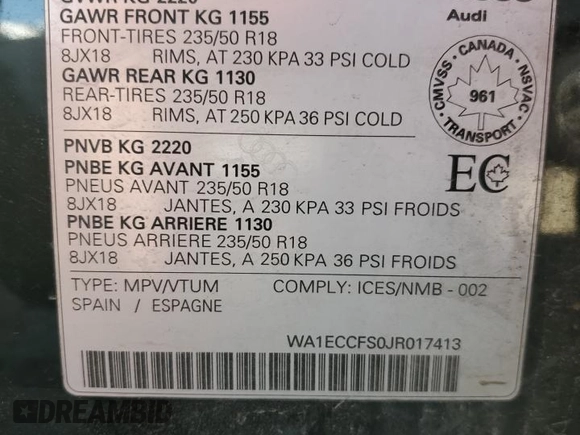 GVWR KG 2220
GAWR FRONT KG 1155
FRONT-TIRES 235/50 R18
8JX18 RIMS, AT 230 KPA 33 PSI COLD
GAWR REAR KG 1130
REAR-TIRES 235/50 R18
8JX18 RIMS, AT 250 KPA 36 PSI COLD
Audi
CMVSS - CANADA - NSVAC
961
TRANSPORT
PNVB KG 2220
PNBE KG AVANT 1155
PNEUS AVANT 235/50 R18
8JX18 JANTES, A 230 KPA 33 PSI FROIDS
PNBE KG ARRIERE 1130
PNEUS ARRIERE 235/50 R18
8JX18 JANTES, A 250 KPA 36 PSI FROIDS
EC
TYPE: MPV/VTUM COMPLY: ICES/NMB - 002
SPAIN / ESPAGNE
WA1ECCFS0JR017413
DREAMBID